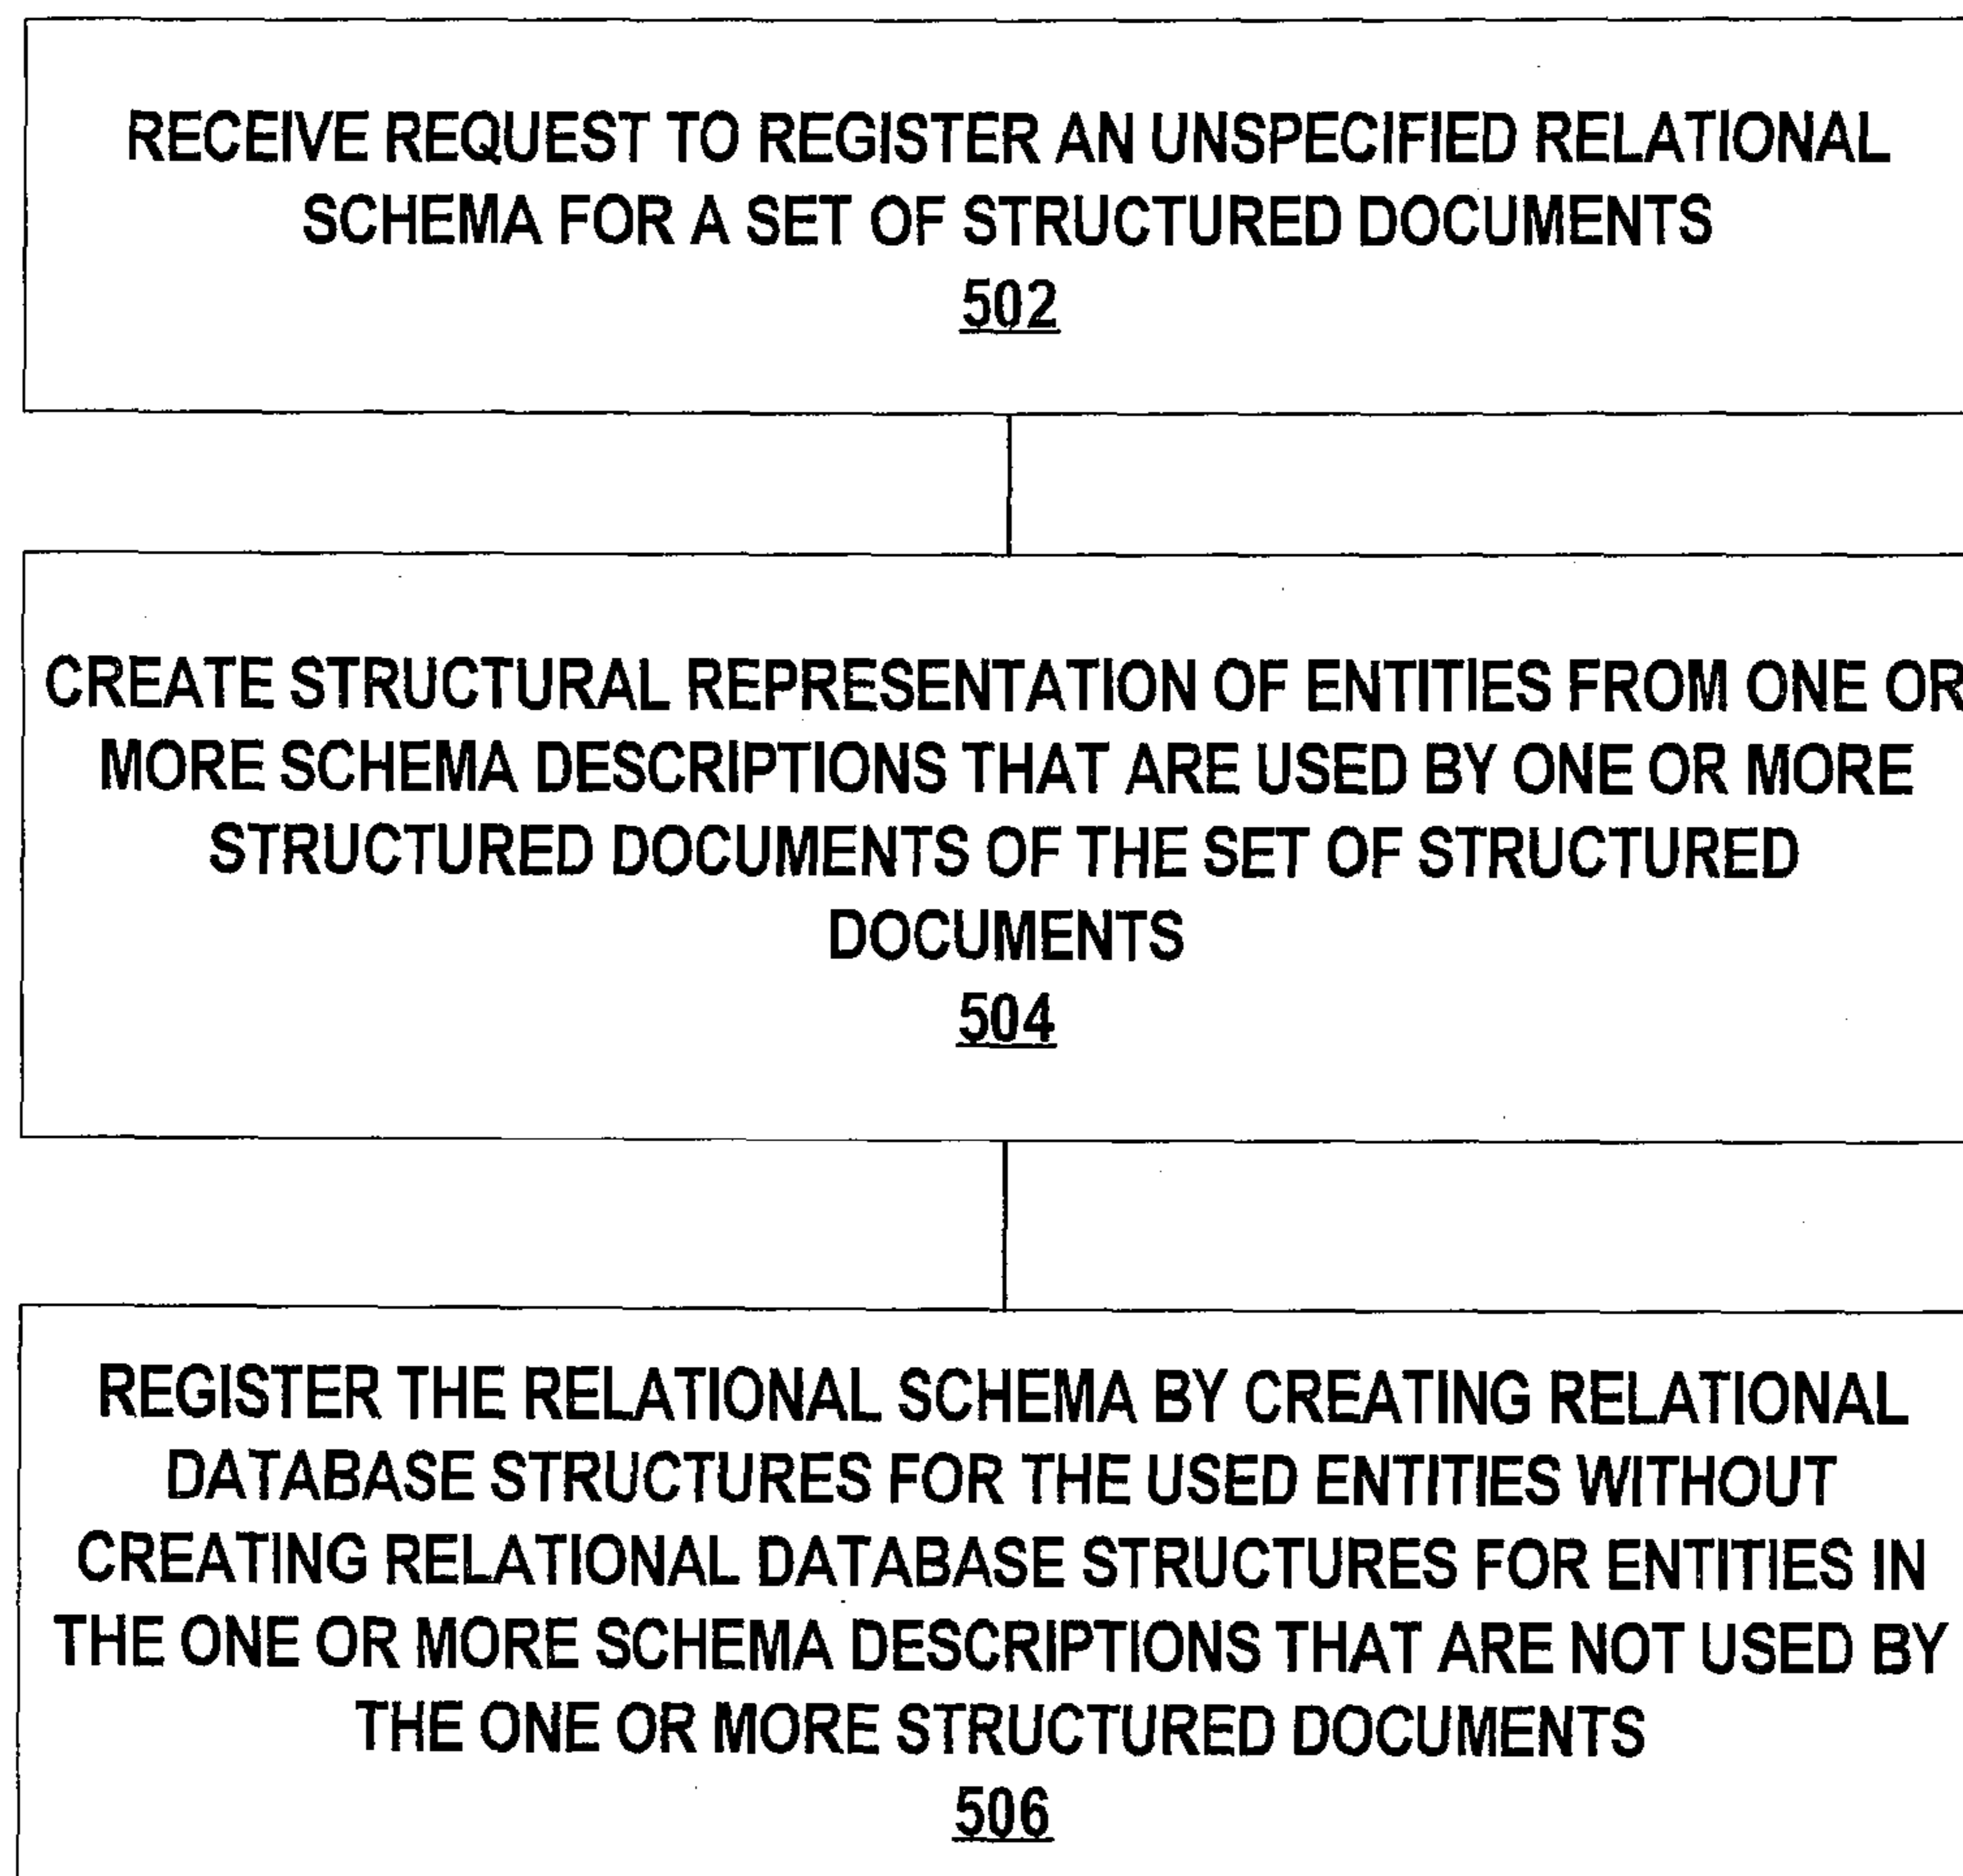 RECEIVE REQUEST TO REGISTER AN UNSPECIFIED RELATIONAL
SCHEMA FOR A SET OF STRUCTURED DOCUMENTS
502
CREATE STRUCTURAL REPRESENTATION OF ENTITIES FROM ONE OR
MORE SCHEMA DESCRIPTIONS THAT ARE USED BY ONE OR MORE
STRUCTURED DOCUMENTS OF THE SET OF STRUCTURED
DOCUMENTS
504
REGISTER THE RELATIONAL SCHEMA BY CREATING RELATIONAL
DATABASE STRUCTURES FOR THE USED ENTITIES WITHOUT
CREATING RELATIONAL DATABASE STRUCTURES FOR ENTITIES IN
THE ONE OR MORE SCHEMA DESCRIPTIONS THAT ARE NOT USED BY
THE ONE OR MORE STRUCTURED DOCUMENTS
506